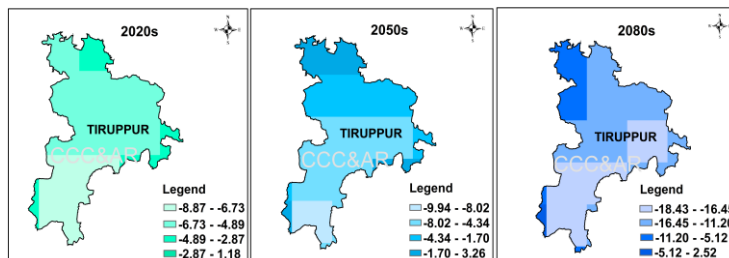 2020s
TIRUPPUR
CCC&AR
Legend
-8.87 - -6.73
-6.73 - -4.89
-4.89 - -2.87
-2.87 - 1.18
2050s
TIRUPPUR
CCC&AR
Legend
-9.94 - -8.02
-8.02 - -4.34
-4.34 - -1.70
-1.70 - 3.26
2080s
TIRUPPUR
CCC&AR
Legend
-18.43 - -16.45
-16.45 - -11.20
-11.20 - -5.12
-5.12 - 2.52